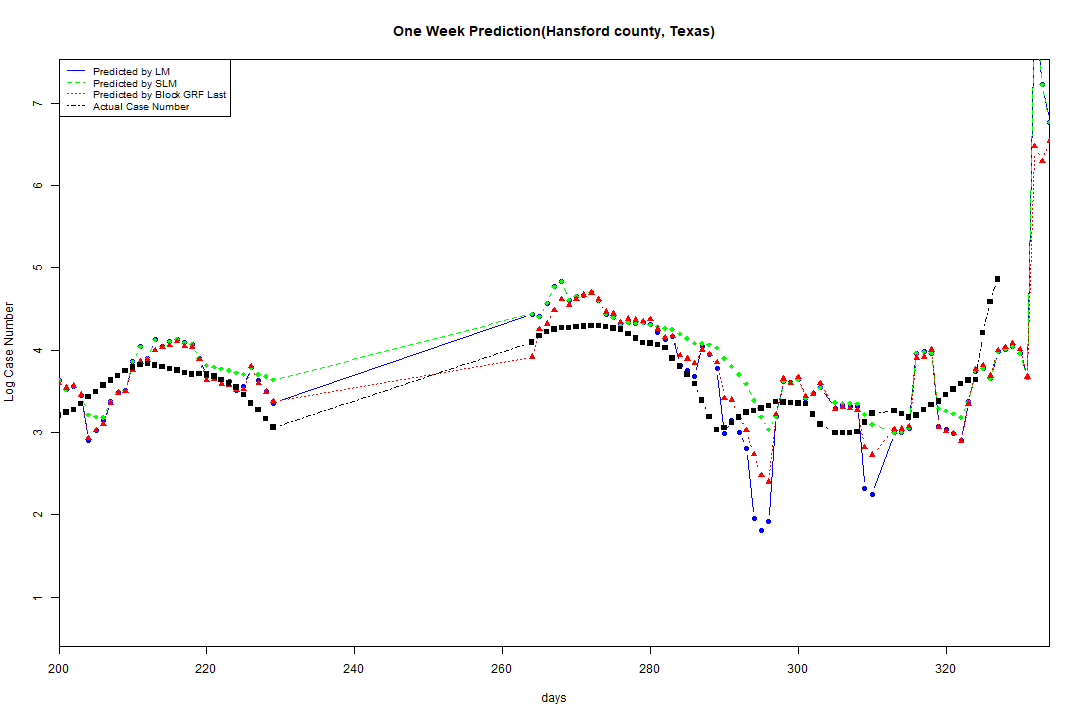 One Week Prediction(Hansford county, Texas)
Predicted by LM
Predicted by SLM
Predicted by Block GRF Last
Actual Case Number
7
6
5
4
3
2
1
Log Case Number
200 220 240 260 280 300 320
days